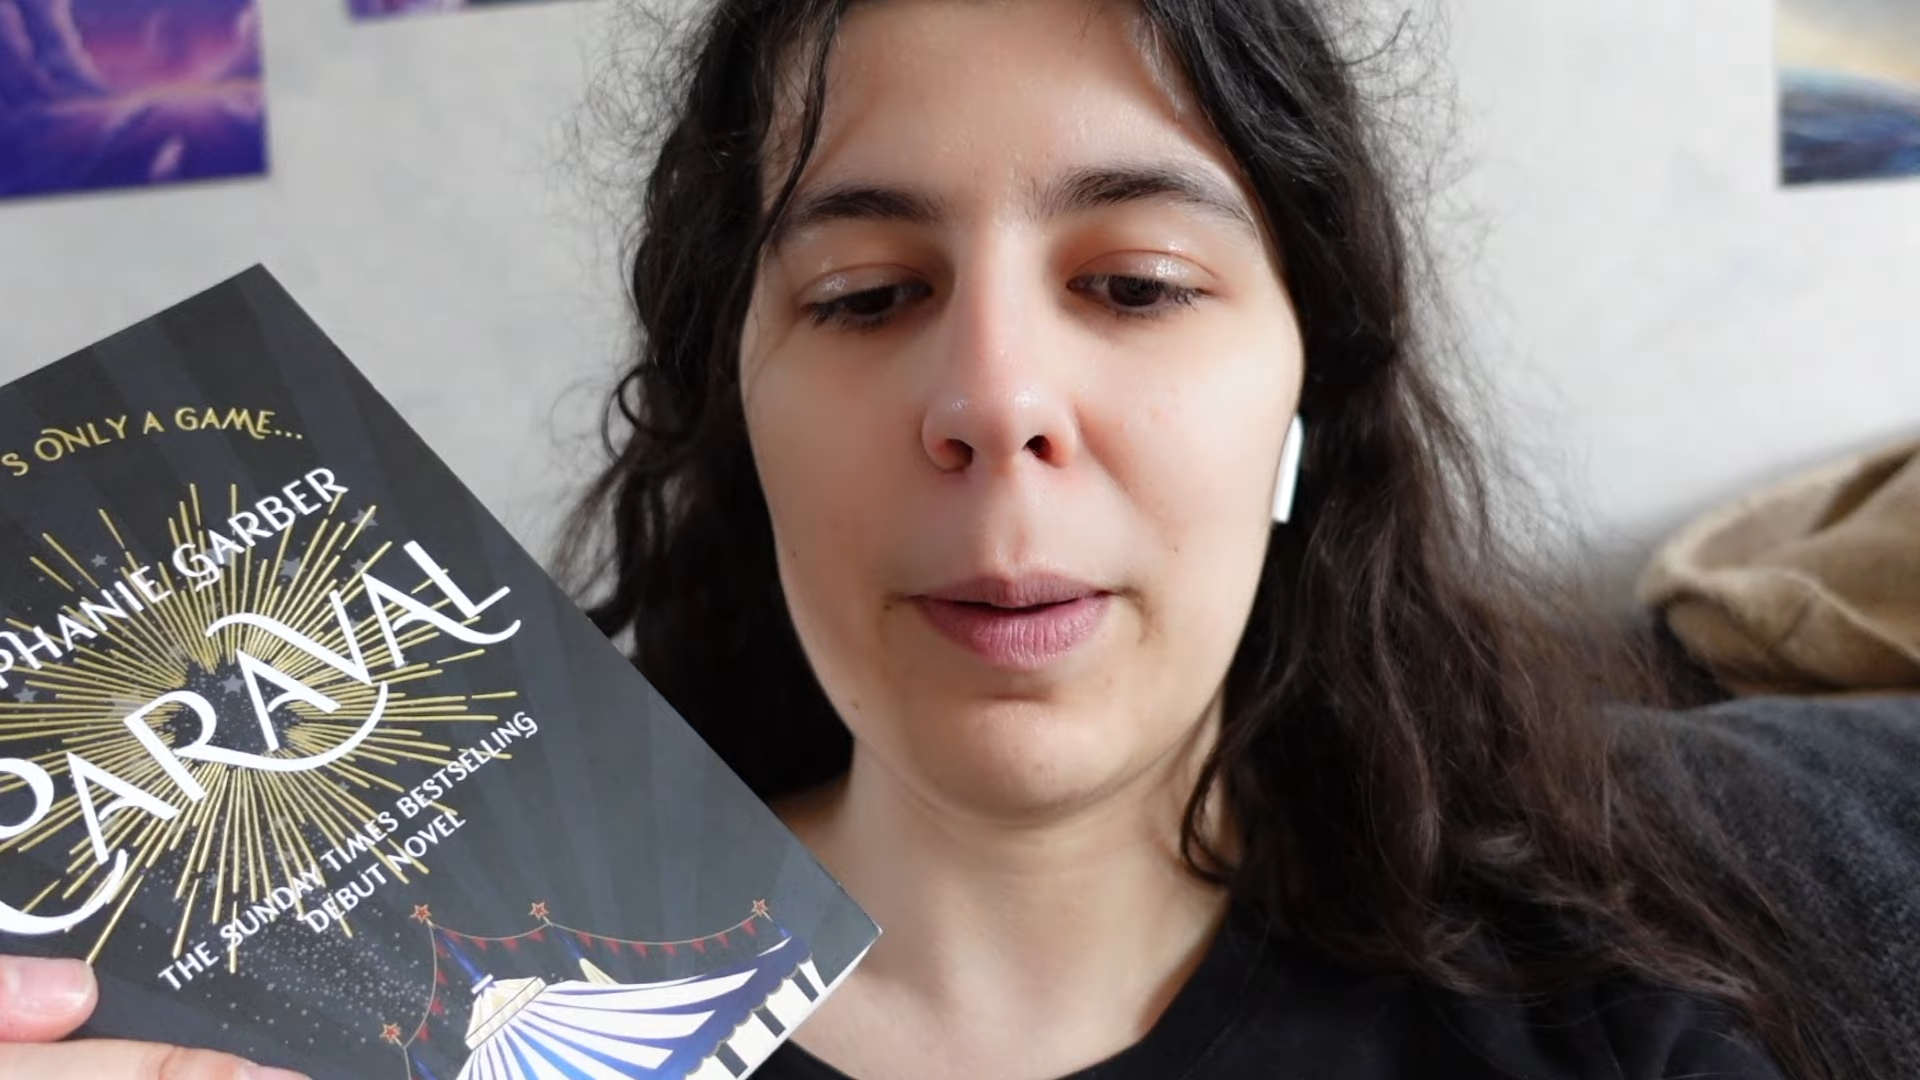 S ONLY A GAME...
PHANIE GARBER
CARAVAL
THE SUNDAY TIMES BESTSELLING
DEBUT NOVEL